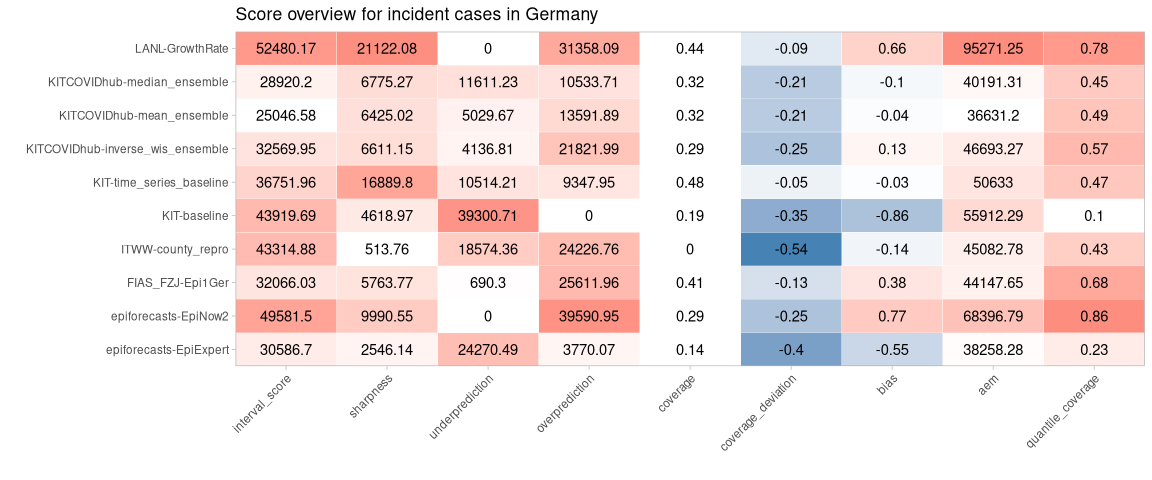 Score overview for incident cases in Germany
LANL-GrowthRate 52480.17 21122.08 0 31358.09 0.44 -0.09 0.66 95271.25 0.78
KITCOVIDhub-median_ensemble 28920.2 6775.27 11611.23 10533.71 0.32 -0.21 -0.1 40191.31 0.45
KITCOVIDhub-mean_ensemble 25046.58 6425.02 5029.67 13591.89 0.32 -0.21 -0.04 36631.2 0.49
KITCOVIDhub-inverse_wis_ensemble 32569.95 6611.15 4136.81 21821.99 0.29 -0.25 0.13 46693.27 0.57
KIT-time_series_baseline 36751.96 16889.8 10514.21 9347.95 0.48 -0.05 -0.03 50633 0.47
KIT-baseline 43919.69 4618.97 39300.71 0 0.19 -0.35 -0.86 55912.29 0.1
ITWW-county_repro 43314.88 513.76 18574.36 24226.76 0 -0.54 -0.14 45082.78 0.43
FIAS_FZJ-Epi1Ger 32066.03 5763.77 690.3 25611.96 0.41 -0.13 0.38 44147.65 0.68
epiforecasts-EpiNow2 49581.5 9990.55 0 39590.95 0.29 -0.25 0.77 68396.79 0.86
epiforecasts-EpiExpert 30586.7 2546.14 24270.49 3770.07 0.14 -0.4 -0.55 38258.28 0.23
interval_score sharpness underprediction overprediction coverage coverage_deviation bias aem quantile_coverage